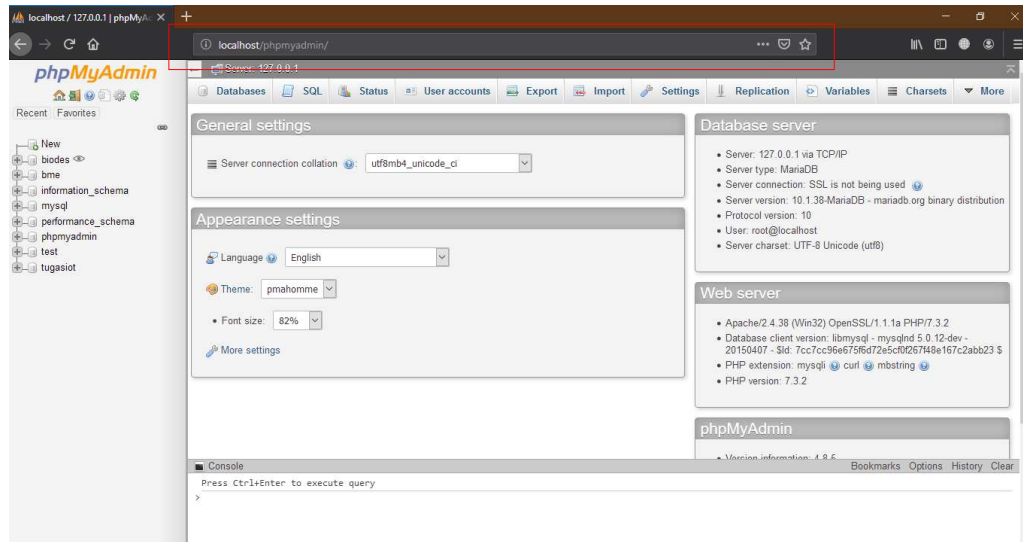 localhost / 127.0.0.1 | phpMyAd
localhost/phpmyadmin/
phpMyAdmin
Recent Favorites
New
biodes
bme
information_schema
mysql
performance_schema
phpmyadmin
test
tugasiot
Server: 127.0.0.1
Databases SQL Status User accounts Export Import Settings Replication Variables Charsets More
General settings
Server connection collation : utf8mb4_unicode_ci
Appearance settings
Language English
Theme: pmahomme
• Font size: 82%
More settings
Database server
• Server: 127.0.0.1 via TCP/IP
• Server type: MariaDB
• Server connection: SSL is not being used
• Server version: 10.1.38-MariaDB - mariadb.org binary distribution
• Protocol version: 10
• User: root@localhost
• Server charset: UTF-8 Unicode (utf8)
Web server
• Apache/2.4.38 (Win32) OpenSSL/1.1.1a PHP/7.3.2
• Database client version: libmysql - mysqlnd 5.0.12-dev -
20150407 - $Id: 7cc7cc96e675f6d72e5cf0f267f48e167c2abb23 $
• PHP extension: mysqli curl mbstring
• PHP version: 7.3.2
phpMyAdmin
• Version information: 4.8.5
Console
Bookmarks Options History Clear
Press Ctrl+Enter to execute query
>